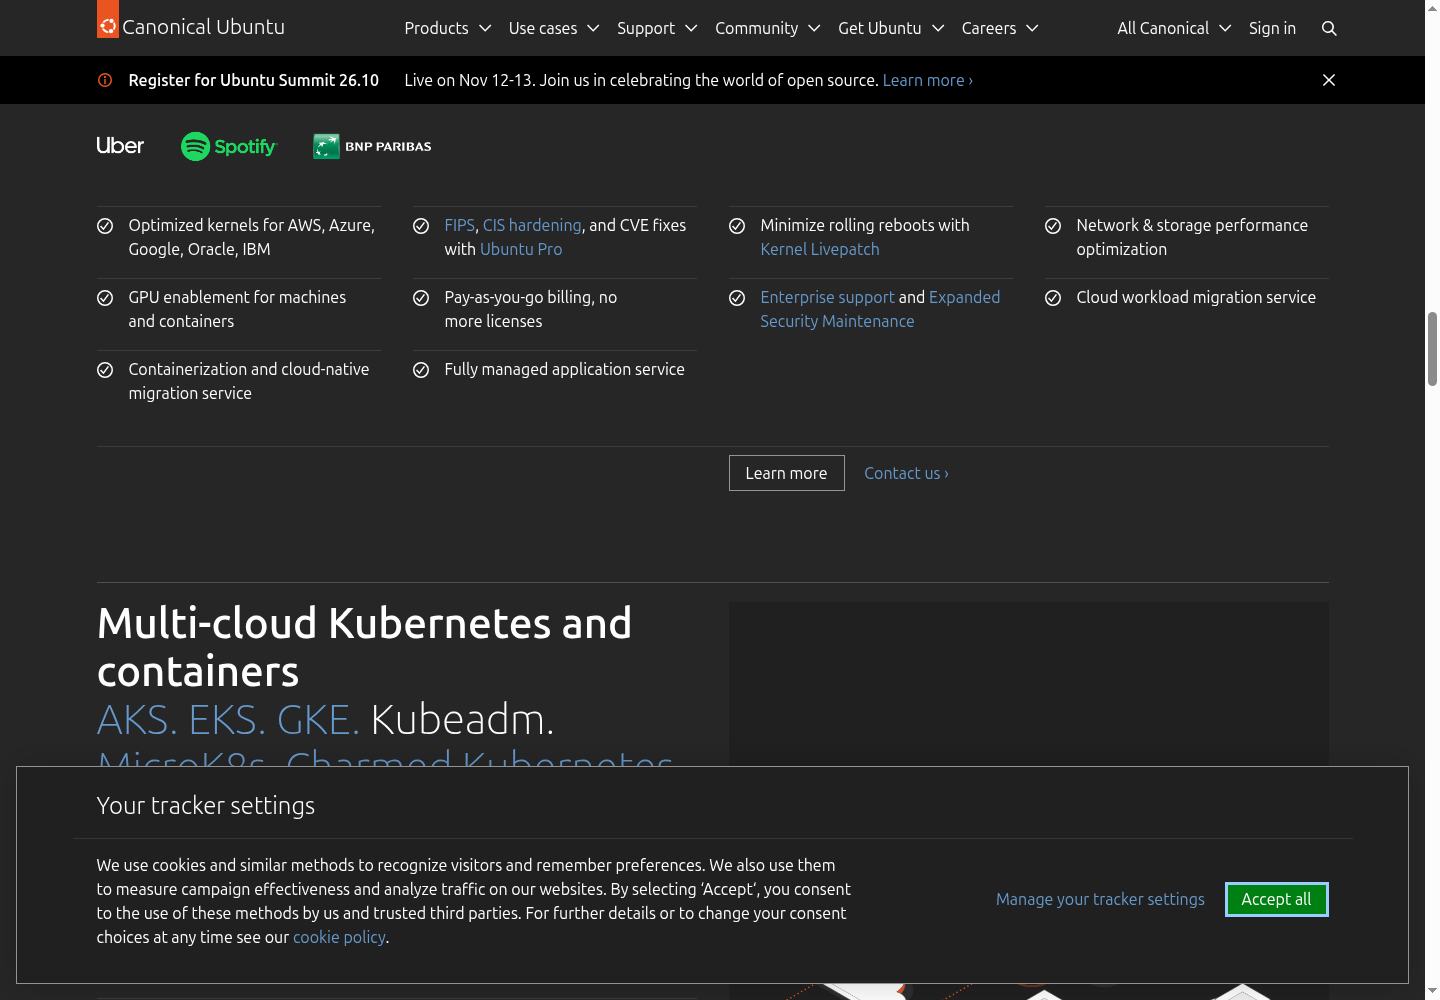 Canonical Ubuntu
Products
Use cases
Support
Community
Get Ubuntu
Careers
All Canonical
Sign in
Register for Ubuntu Summit 26.10
Live on Nov 12-13. Join us in celebrating the world of open source. Learn more ›
Uber
Spotify
BNP PARIBAS
Optimized kernels for AWS, Azure,
Google, Oracle, IBM
FIPS, CIS hardening, and CVE fixes
with Ubuntu Pro
Minimize rolling reboots with
Kernel Livepatch
Network & storage performance
optimization
GPU enablement for machines
and containers
Pay-as-you-go billing, no
more licenses
Enterprise support and Expanded
Security Maintenance
Cloud workload migration service
Containerization and cloud-native
migration service
Fully managed application service
Learn more
Contact us ›
Multi-cloud Kubernetes and
containers
AKS. EKS. GKE. Kubeadm.
MicroK8s. Charmed Kubernetes
Your tracker settings
We use cookies and similar methods to recognize visitors and remember preferences. We also use them
to measure campaign effectiveness and analyze traffic on our websites. By selecting ‘Accept‘, you consent
to the use of these methods by us and trusted third parties. For further details or to change your consent
choices at any time see our cookie policy.
Manage your tracker settings
Accept all